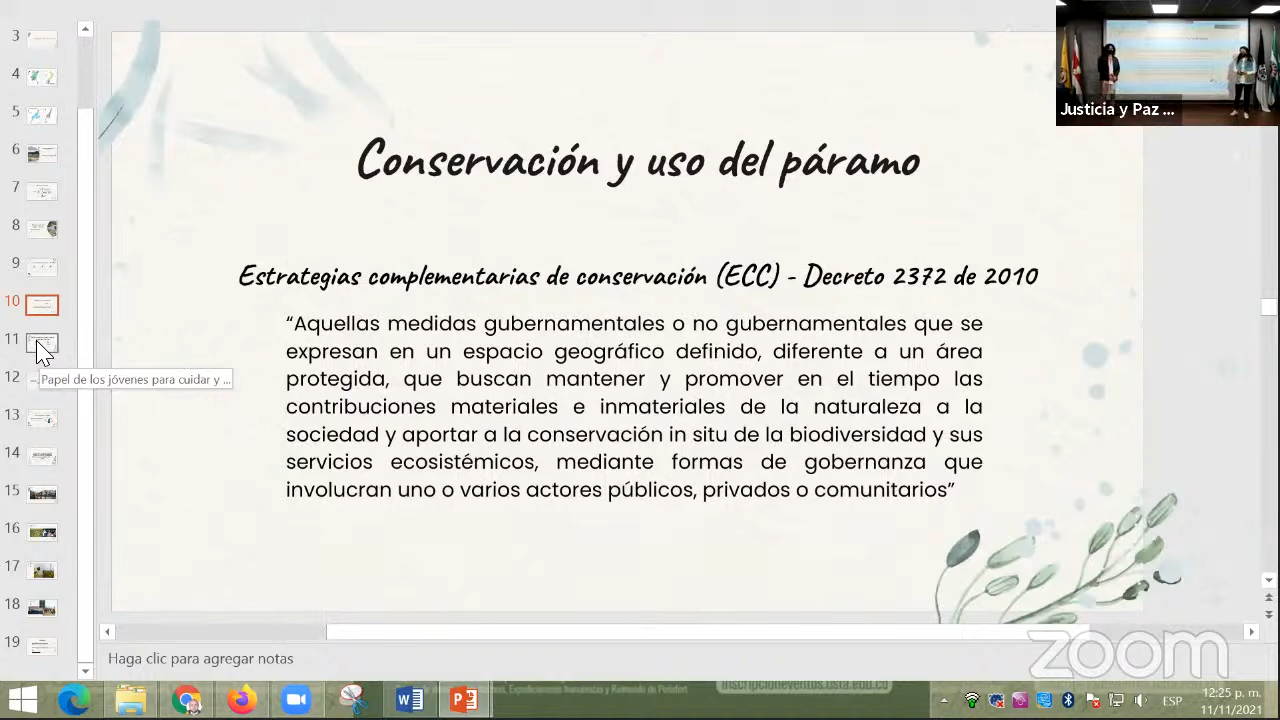 Justicia y Paz ...
Conservación y uso del páramo
Estrategias complementarias de conservación (ECC) - Decreto 2372 de 2010
“Aquellas medidas gubernamentales o no gubernamentales que se
expresan en un espacio geográfico definido, diferente a un área
protegida, que buscan mantener y promover en el tiempo las
contribuciones materiales e inmateriales de la naturaleza a la
sociedad y aportar a la conservación in situ de la biodiversidad y sus
servicios ecosistémicos, mediante formas de gobernanza que
involucran uno o varios actores públicos, privados o comunitarios”
3
4
5
6
7
8
9
10
11
12
Papel de los jóvenes para cuidar y ...
13
14
15
16
17
18
19
zoom
Haga clic para agregar notas
inscripcioneventos.usta.edu.co
ESP
12:25 p. m.
11/11/2021